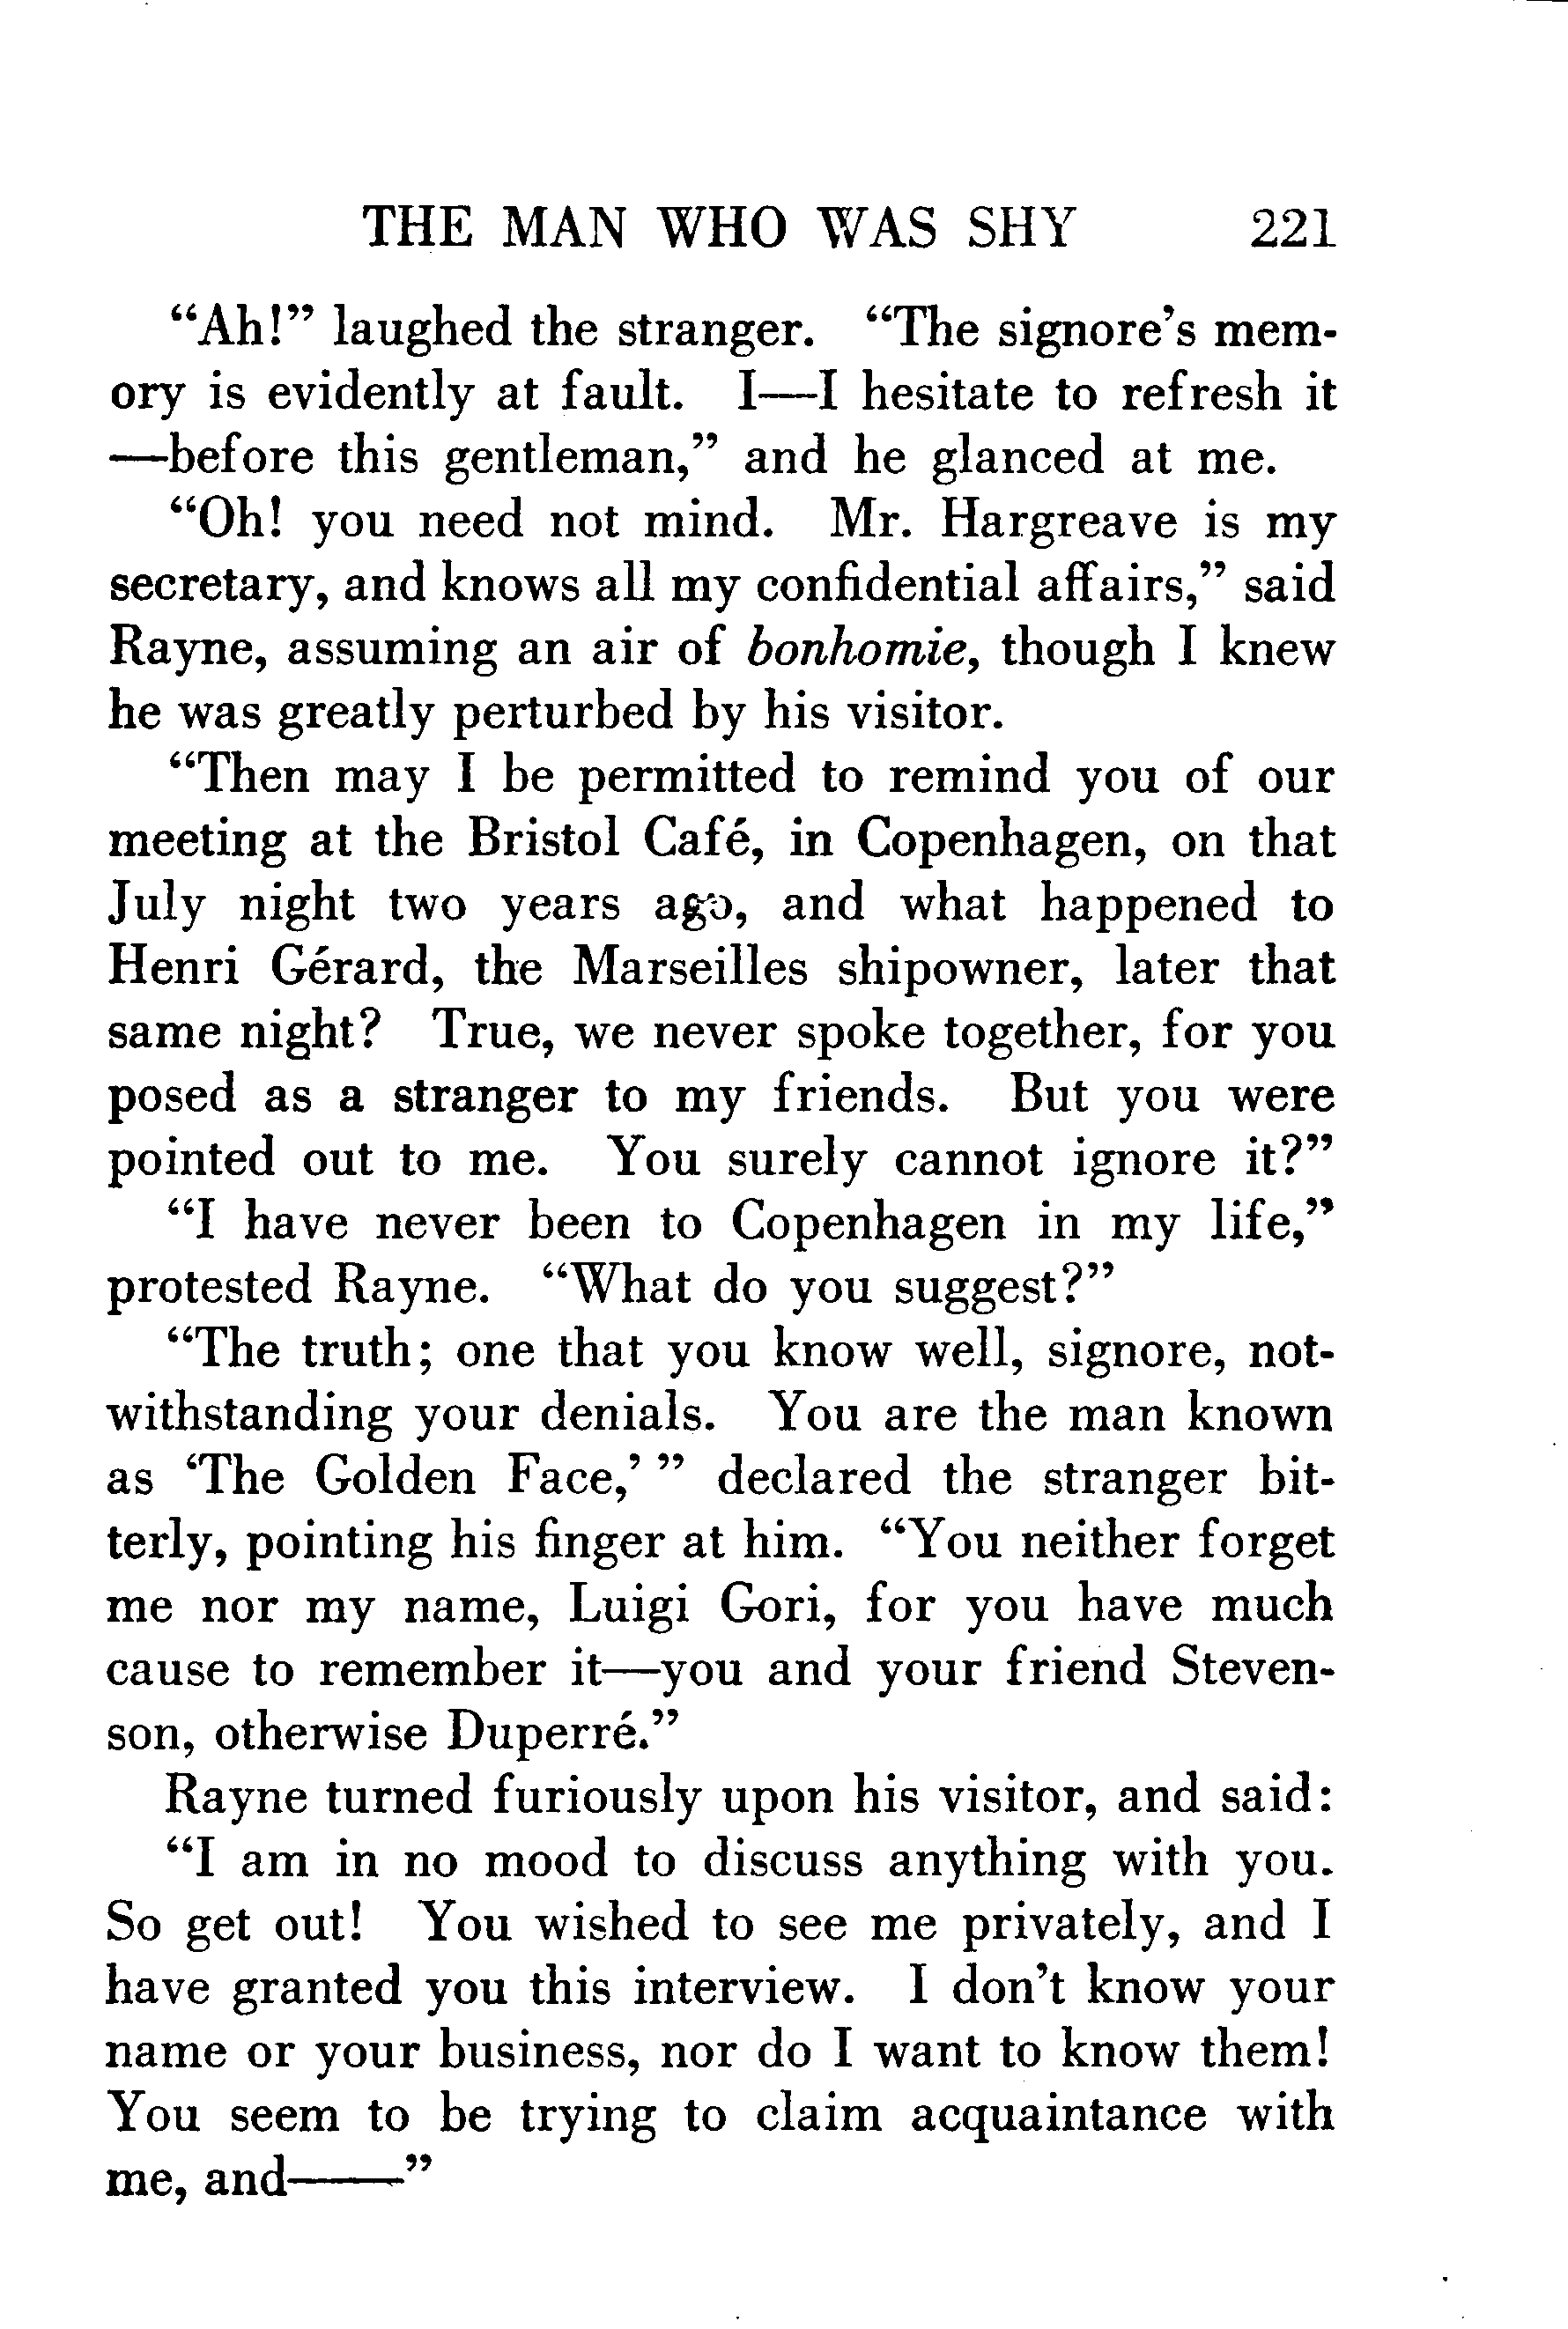 THE MAN WHO WAS SHY 221
“Ah!” laughed the stranger. “The signore’s mem-
ory is evidently at fault. I—I hesitate to refresh it
—before this gentleman,” and he glanced at me.
“Oh! you need not mind. Mr. Hargreave is my
secretary, and knows all my confidential affairs,” said
Rayne, assuming an air of bonhomie, though I knew
he was greatly perturbed by his visitor.
“Then may I be permitted to remind you of our
meeting at the Bristol Café, in Copenhagen, on that
July night two years ago, and what happened to
Henri Gérard, the Marseilles shipowner, later that
same night? True, we never spoke together, for you
posed as a stranger to my friends. But you were
pointed out to me. You surely cannot ignore it?”
“I have never been to Copenhagen in my life,”
protested Rayne. “What do you suggest?”
“The truth; one that you know well, signore, not-
withstanding your denials. You are the man known
as ‘The Golden Face,’ ” declared the stranger bit-
terly, pointing his finger at him. “You neither forget
me nor my name, Luigi Gori, for you have much
cause to remember it—you and your friend Steven-
son, otherwise Duperré.”
Rayne turned furiously upon his visitor, and said:
“I am in no mood to discuss anything with you.
So get out! You wished to see me privately, and I
have granted you this interview. I don’t know your
name or your business, nor do I want to know them!
You seem to be trying to claim acquaintance with
me, and——”